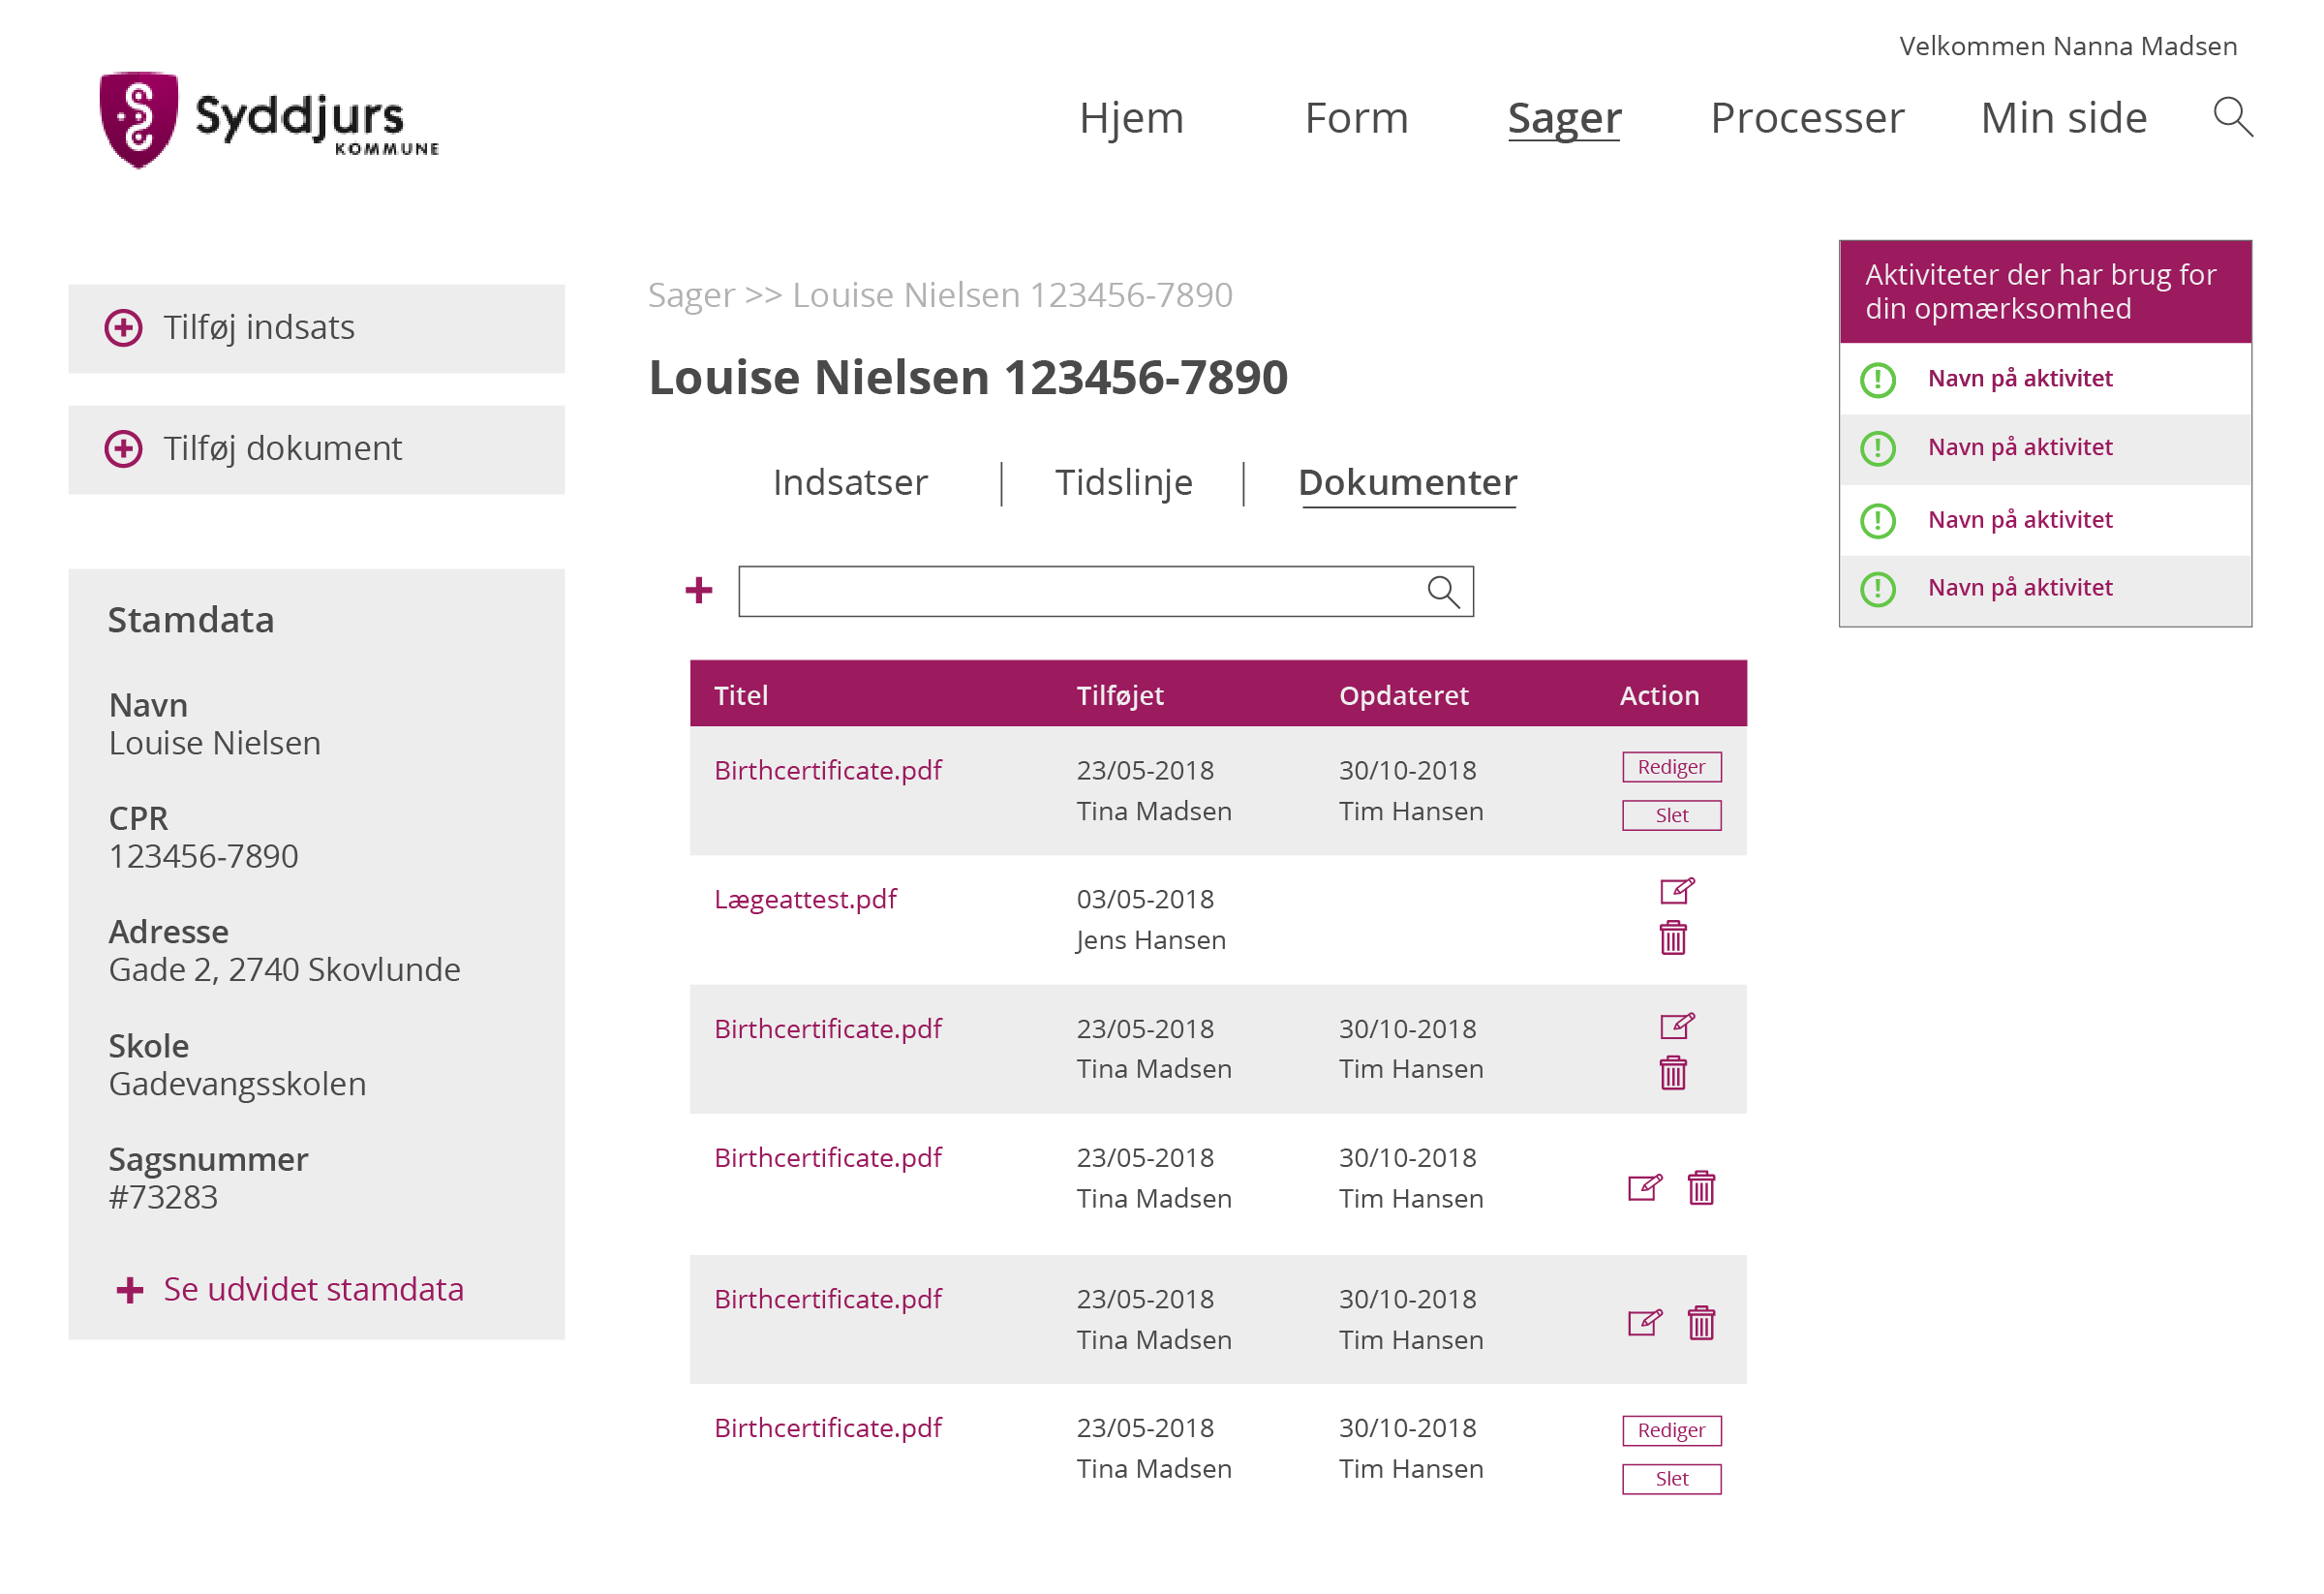 Velkommen Nanna Madsen
Syddjurs
KOMMUNE
Hjem Form Sager Processer Min side
Tilføj indsats
Tilføj dokument
Stamdata
Navn
Louise Nielsen
CPR
123456-7890
Adresse
Gade 2, 2740 Skovlunde
Skole
Gadevangsskolen
Sagsnummer
#73283
Se udvidet stamdata
Sager >> Louise Nielsen 123456-7890
Louise Nielsen 123456-7890
Indsatser Tidslinje Dokumenter
Titel Tilføjet Opdateret Action
Birthcertificate.pdf 23/05-2018 30/10-2018 Rediger
Tina Madsen Tim Hansen Slet
Lægeattest.pdf 03/05-2018
Jens Hansen
Birthcertificate.pdf 23/05-2018 30/10-2018
Tina Madsen Tim Hansen
Birthcertificate.pdf 23/05-2018 30/10-2018
Tina Madsen Tim Hansen
Birthcertificate.pdf 23/05-2018 30/10-2018
Tina Madsen Tim Hansen
Birthcertificate.pdf 23/05-2018 30/10-2018 Rediger
Tina Madsen Tim Hansen Slet
Aktiviteter der har brug for
din opmærksomhed
Navn på aktivitet
Navn på aktivitet
Navn på aktivitet
Navn på aktivitet